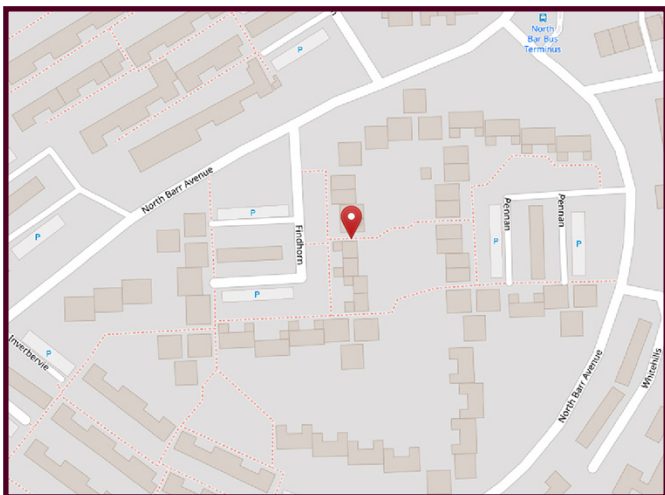 P
North
Bar Bus
Terminus
North Barr Avenue
P
P
Findhorn
P
Pennan
Pennan
P
P
P
Inverbervie
P
North Barr Avenue
Whitehills